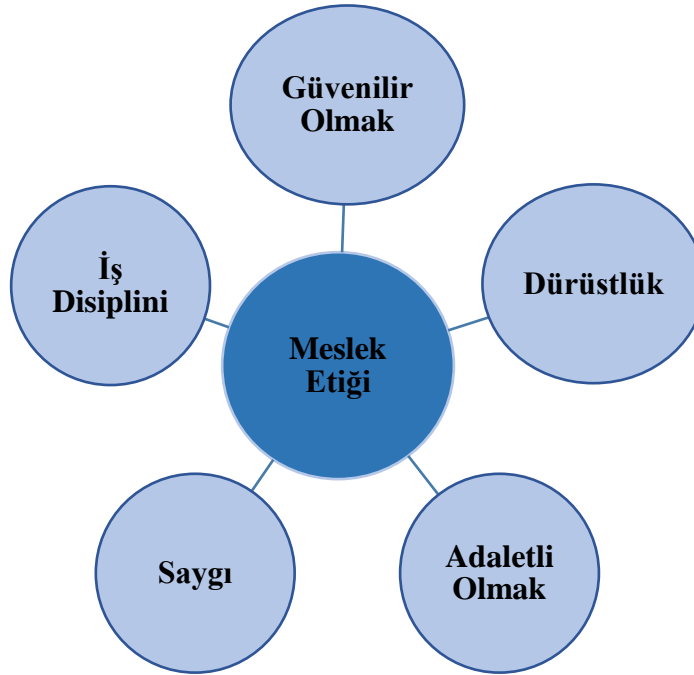 Güvenilir
Olmak
İş
Disiplini
Dürüstlük
Meslek
Etiği
Saygı
Adaletli
Olmak